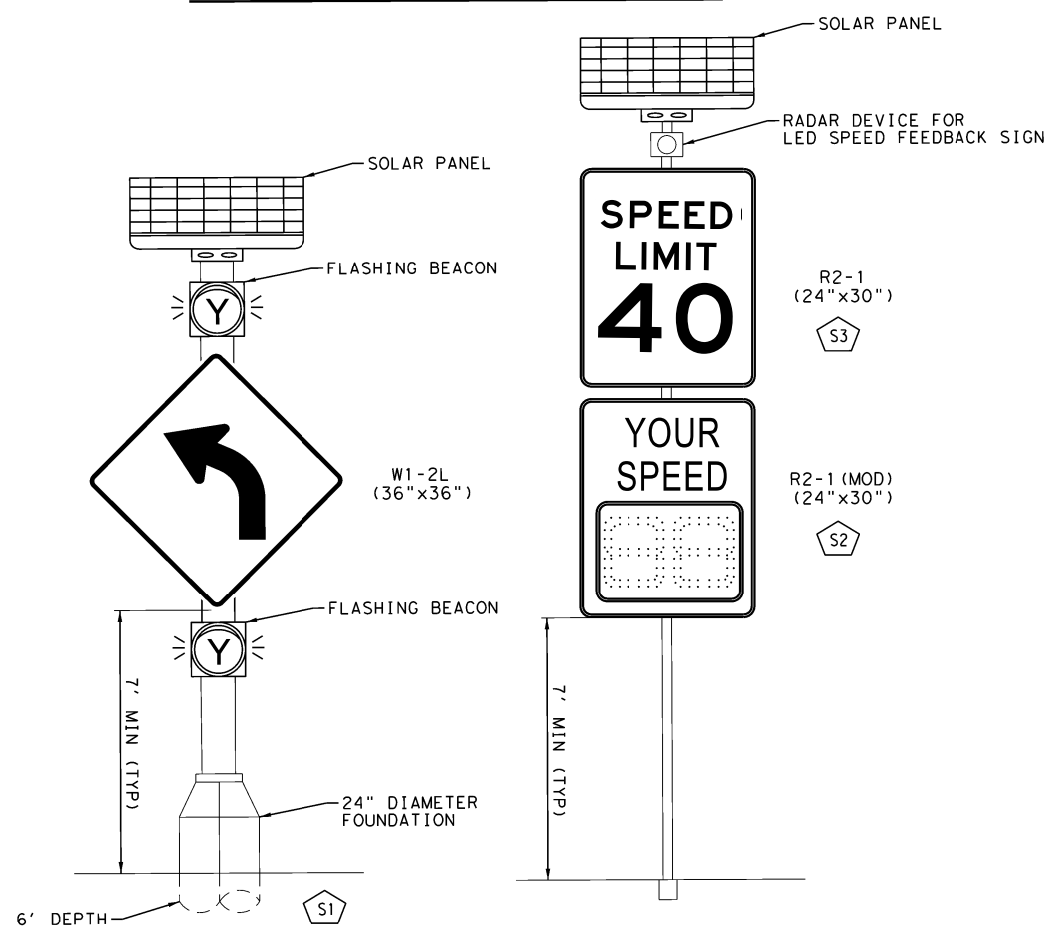 SOLAR PANEL
FLASHING BEACON
Y
W1-2L
(36"x36")
FLASHING BEACON
Y
7' MIN (TYP)
24" DIAMETER
FOUNDATION
6' DEPTH
S1
SOLAR PANEL
RADAR DEVICE FOR
LED SPEED FEEDBACK SIGN
SPEED
LIMIT
40
R2-1
(24"x30")
S3
YOUR
SPEED
R2-1(MOD)
(24"x30")
S2
7' MIN (TYP)